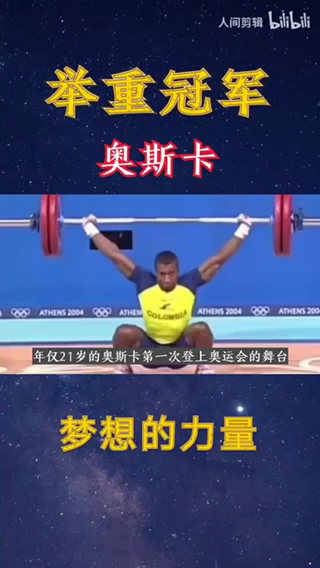 人间剪辑 bilibili
举重冠军
奥斯卡
COLOMBIA
ATHENS 2004
ATHENS 2004
年仅21岁的奥斯卡第一次登上奥运会的舞台
梦想的力量